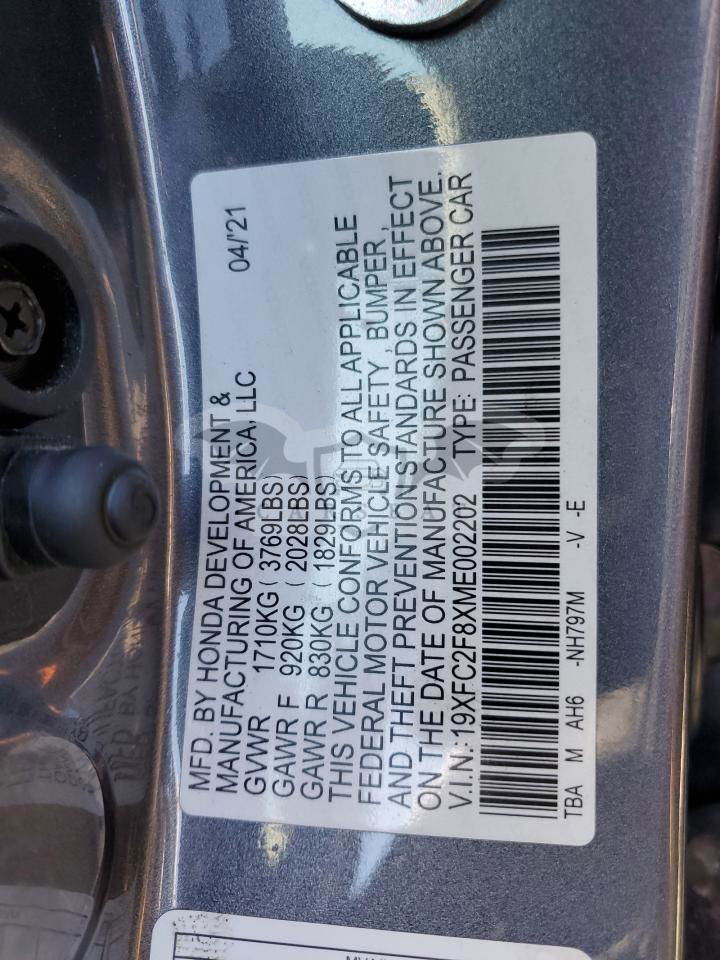 MFD. BY HONDA DEVELOPMENT &
MANUFACTURING OF AMERICA, LLC 04/'21
GVWR 1710KG ( 3769LBS)
GAWR F 920KG ( 2028LBS)
GAWR R 830KG ( 1829LBS)
THIS VEHICLE CONFORMS TO ALL APPLICABLE
FEDERAL MOTOR VEHICLE SAFETY , BUMPER ,
AND THEFT PREVENTION STANDARDS IN EFFECT
ON THE DATE OF MANUFACTURE SHOWN ABOVE.
V.I.N.:19XFC2F8XME002202 TYPE: PASSENGER CAR
TBA M AH6 -NH797M -V -E